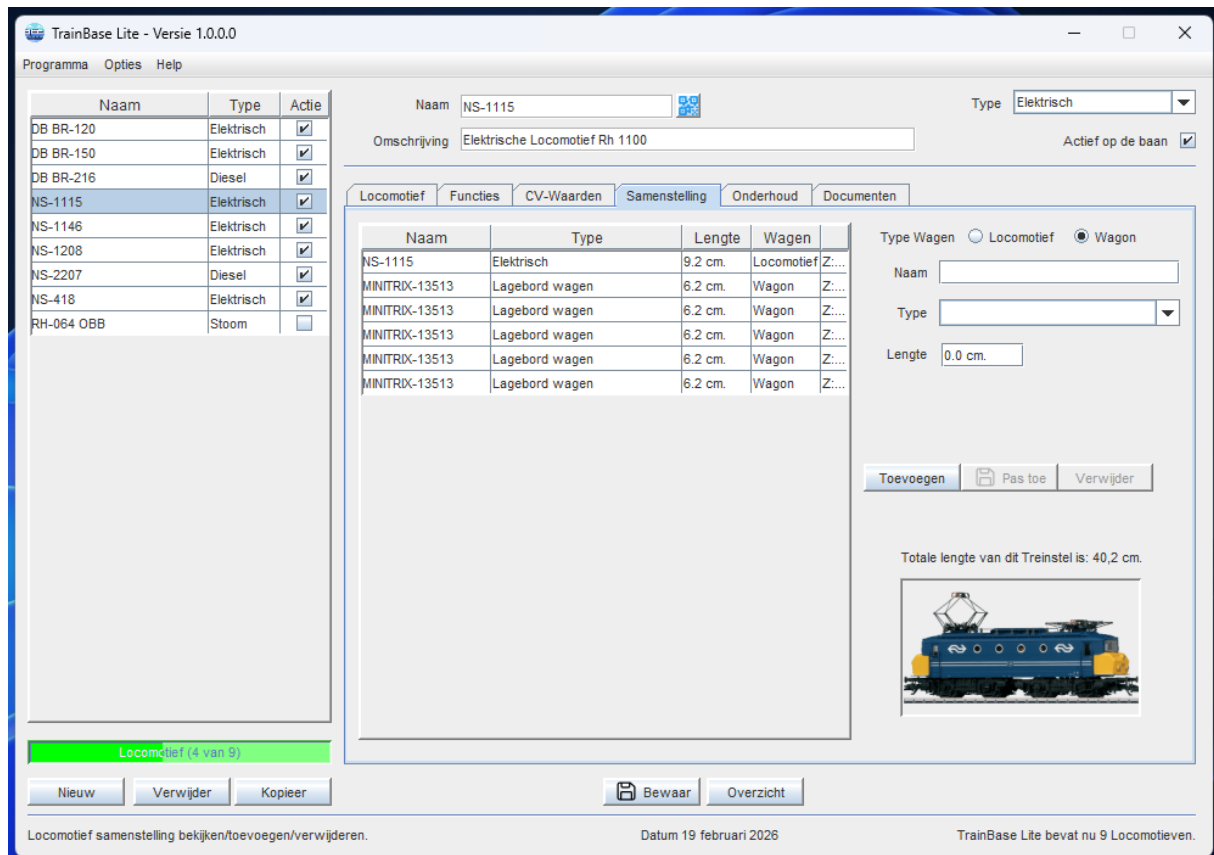 TrainBase Lite - Versie 1.0.0.0
Programma Opties Help
Naam Type Actie
DB BR-120 Elektrisch
DB BR-150 Elektrisch
DB BR-216 Diesel
NS-1115 Elektrisch
NS-1146 Elektrisch
NS-1208 Elektrisch
NS-2207 Diesel
NS-418 Elektrisch
RH-064 OBB Stoom
Locomotief (4 van 9)
Nieuw Verwijder Kopieer
Naam NS-1115 Type Elektrisch
Omschrijving Elektrische Locomotief Rh 1100 Actief op de baan
Locomotief Functies CV-Waarden Samenstelling Onderhoud Documenten
Naam Type Lengte Wagen
NS-1115 Elektrisch 9.2 cm. Locomotief Z:...
MINITRIX-13513 Lagebord wagen 6.2 cm. Wagon Z:...
MINITRIX-13513 Lagebord wagen 6.2 cm. Wagon Z:...
MINITRIX-13513 Lagebord wagen 6.2 cm. Wagon Z:...
MINITRIX-13513 Lagebord wagen 6.2 cm. Wagon Z:...
MINITRIX-13513 Lagebord wagen 6.2 cm. Wagon Z:...
Type Wagen Locomotief Wagon
Naam
Type
Lengte 0.0 cm.
Toevoegen Pas toe Verwijder
Totale lengte van dit Treinstel is: 40,2 cm.
Bewaar Overzicht
Locomotief samenstelling bekijken/toevoegen/verwijderen. Datum 19 februari 2026 TrainBase Lite bevat nu 9 Locomotieven.